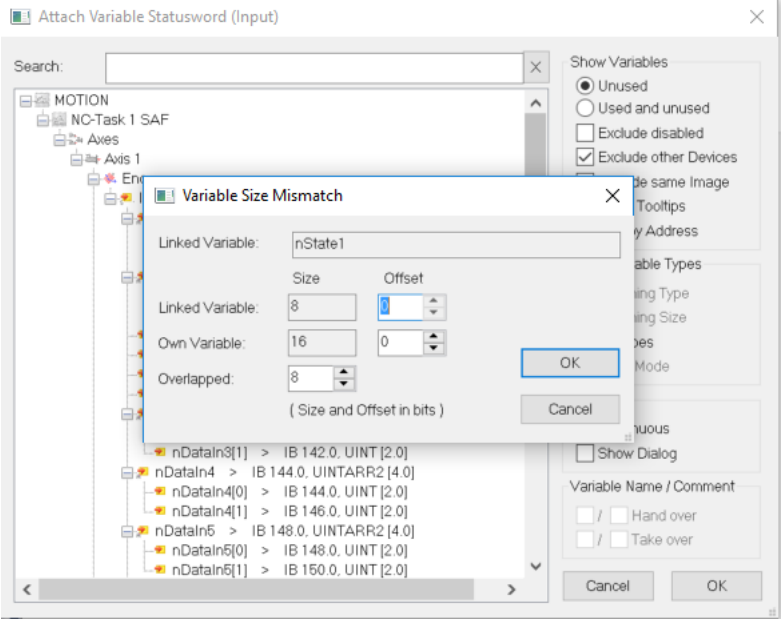 Attach Variable Statusword (Input)
Search:
MOTION
NC-Task 1 SAF
Axes
Axis 1
Variable Size Mismatch
Linked Variable: nState1
Size Offset
Linked Variable: 8 0
Own Variable: 16 0
Overlapped: 8
( Size and Offset in bits )
OK
Cancel
nDataIn3[1] > IB 142.0, UINT [2.0]
nDataIn4 > IB 144.0, UINTARR2 [4.0]
nDataIn4[0] > IB 144.0, UINT [2.0]
nDataIn4[1] > IB 146.0, UINT [2.0]
nDataIn5 > IB 148.0, UINTARR2 [4.0]
nDataIn5[0] > IB 148.0, UINT [2.0]
nDataIn5[1] > IB 150.0, UINT [2.0]
Show Variables
Unused
Used and unused
Exclude disabled
Exclude other Devices
same Image
Tooltips
Address
Types
Type
Size
Mode
Show Dialog
Variable Name / Comment
/ Hand over
/ Take over
Cancel
OK